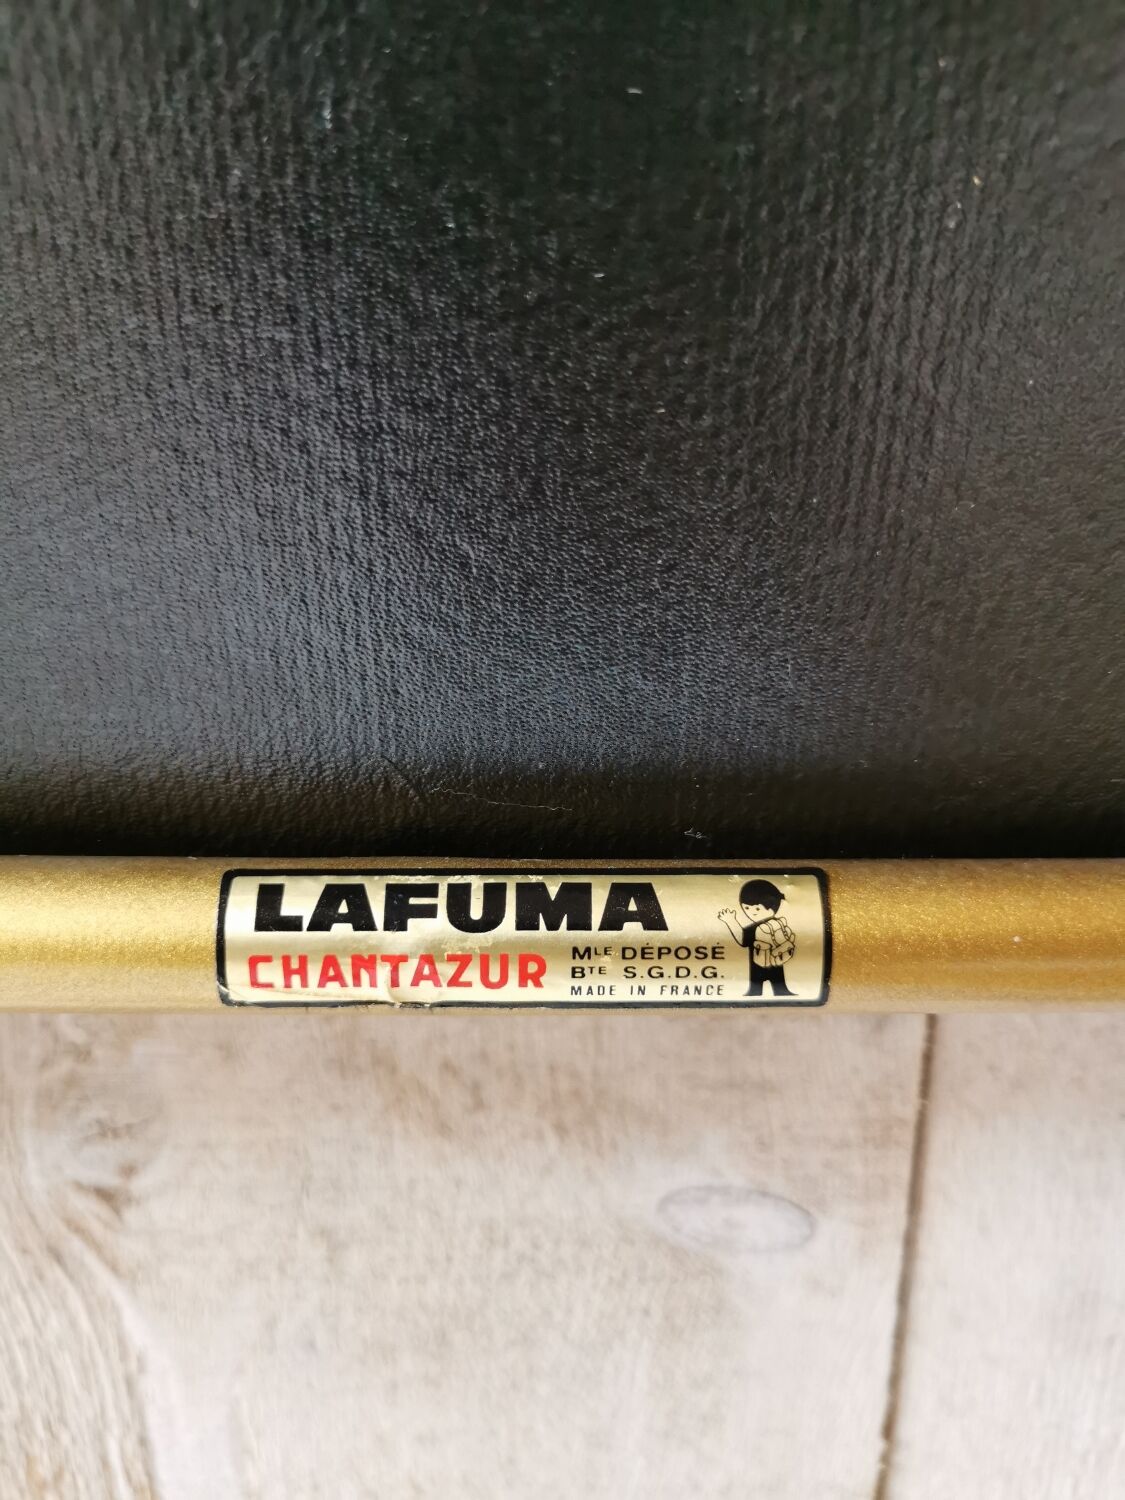 LAFUMA
CHANTAZUR
MLE DÉPOSÉ
BTE S.G.D.G.
MADE IN FRANCE